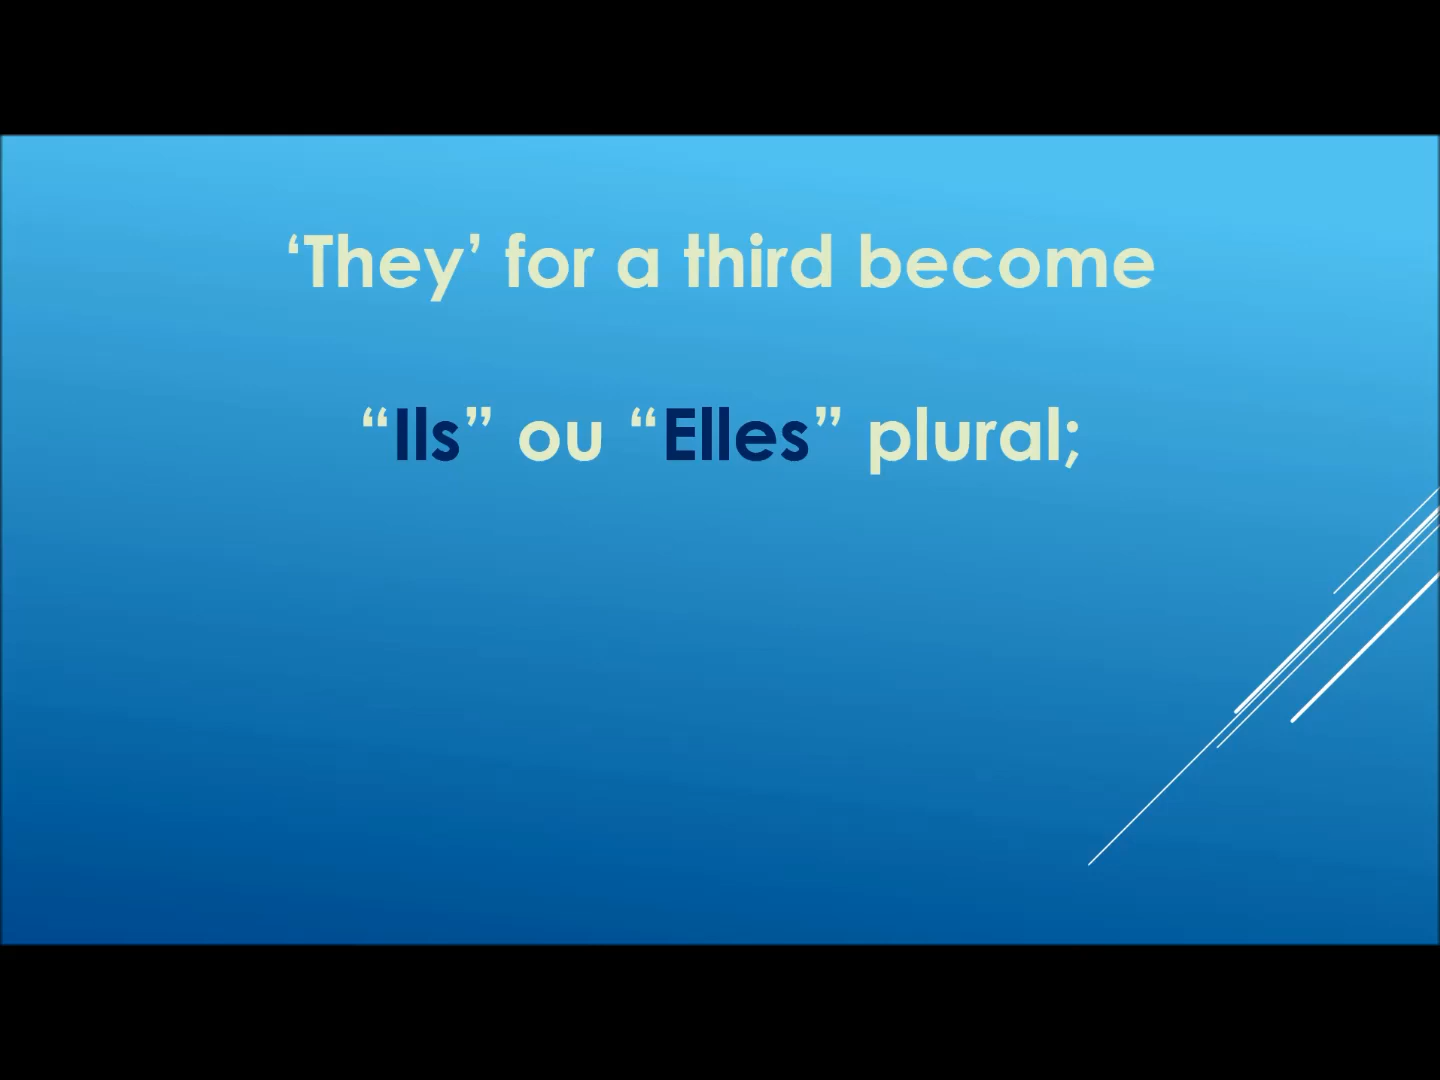 ‘They’ for a third become
“Ils” ou “Elles” plural;